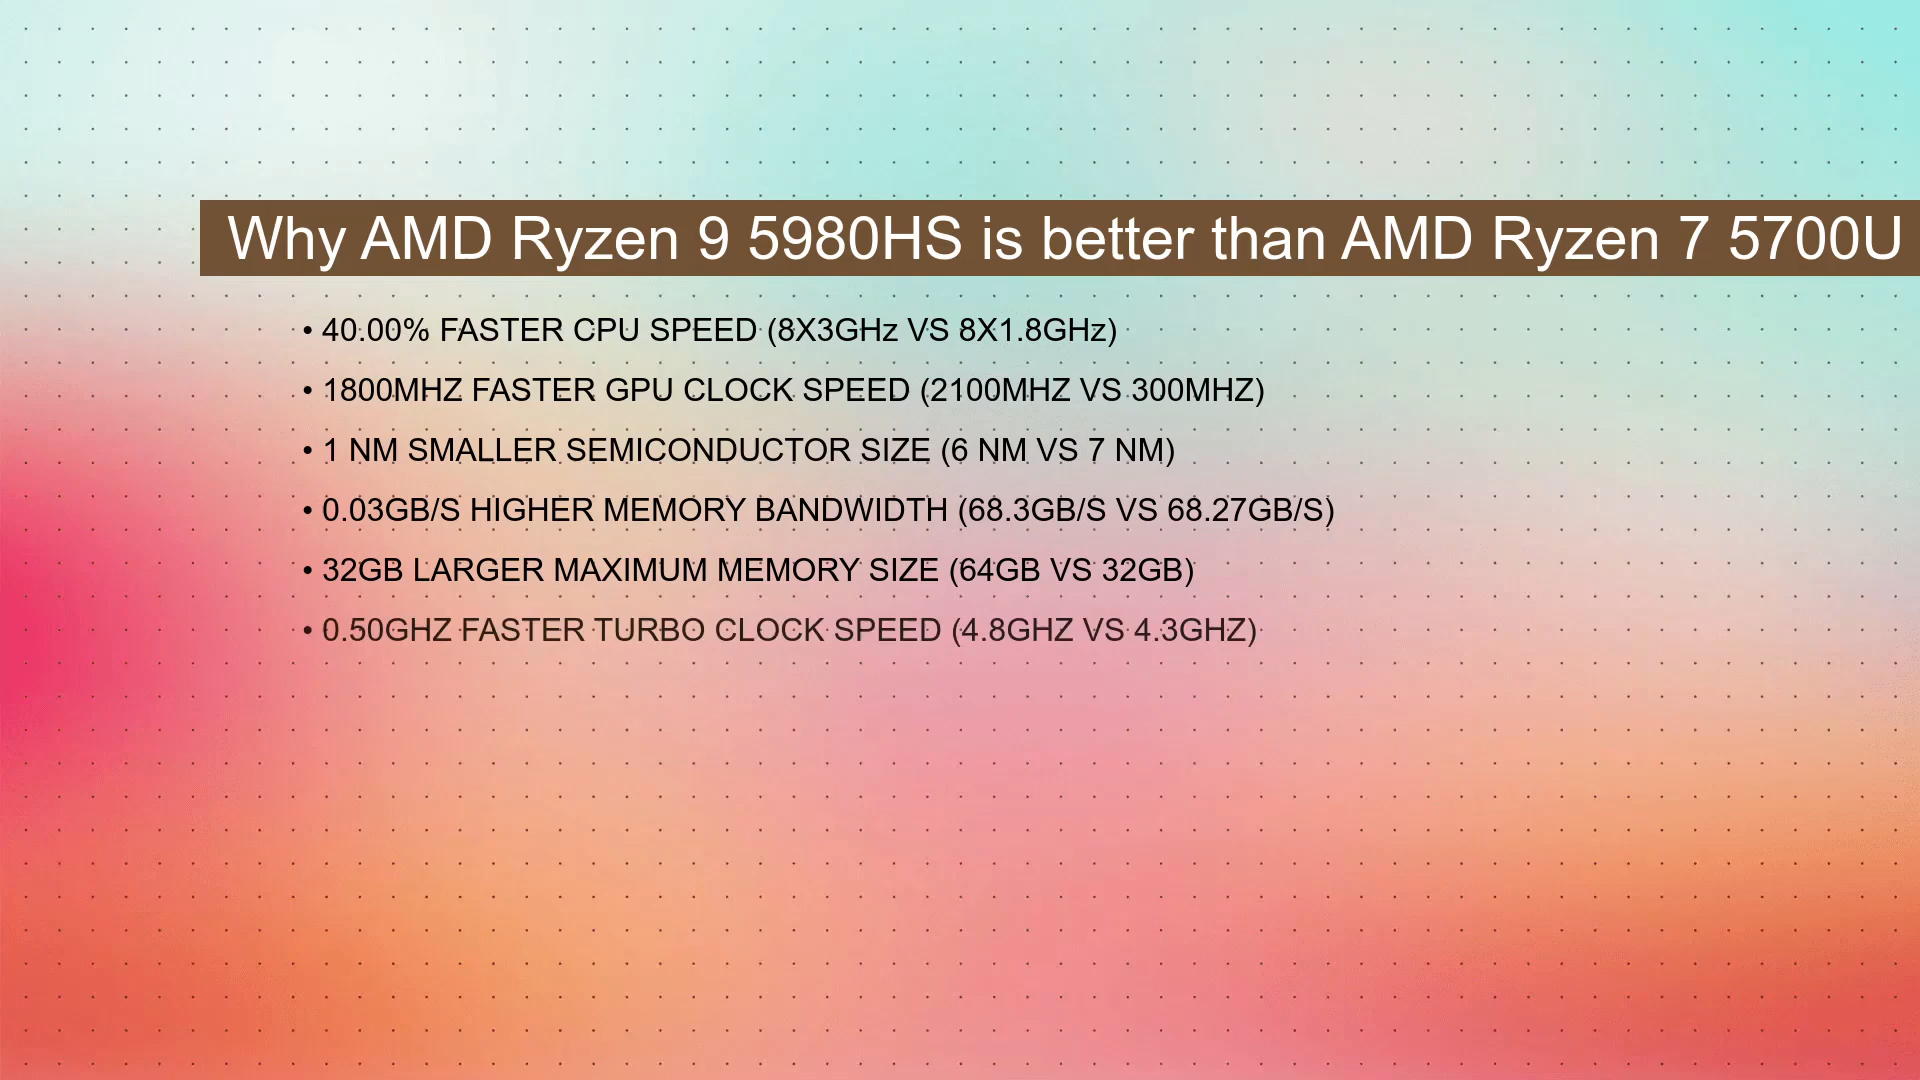 Why AMD Ryzen 9 5980HS is better than AMD Ryzen 7 5700U
• 40.00% FASTER CPU SPEED (8X3GHz VS 8X1.8GHz)
• 1800MHZ FASTER GPU CLOCK SPEED (2100MHZ VS 300MHZ)
• 1 NM SMALLER SEMICONDUCTOR SIZE (6 NM VS 7 NM)
• 0.03GB/S HIGHER MEMORY BANDWIDTH (68.3GB/S VS 68.27GB/S)
• 32GB LARGER MAXIMUM MEMORY SIZE (64GB VS 32GB)
• 0.50GHZ FASTER TURBO CLOCK SPEED (4.8GHZ VS 4.3GHZ)